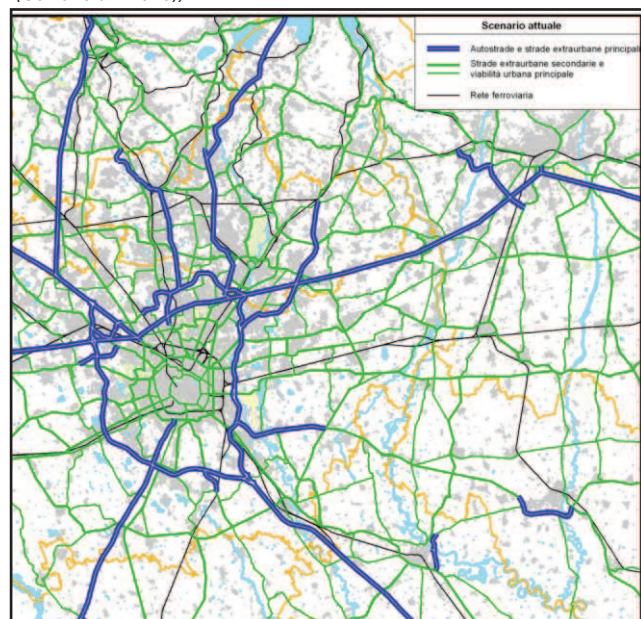 Scenario attuale
Autostrade e strade extraurbane principali
Strade extraurbane secondarie e
viabilità urbana principale
Rete ferroviaria